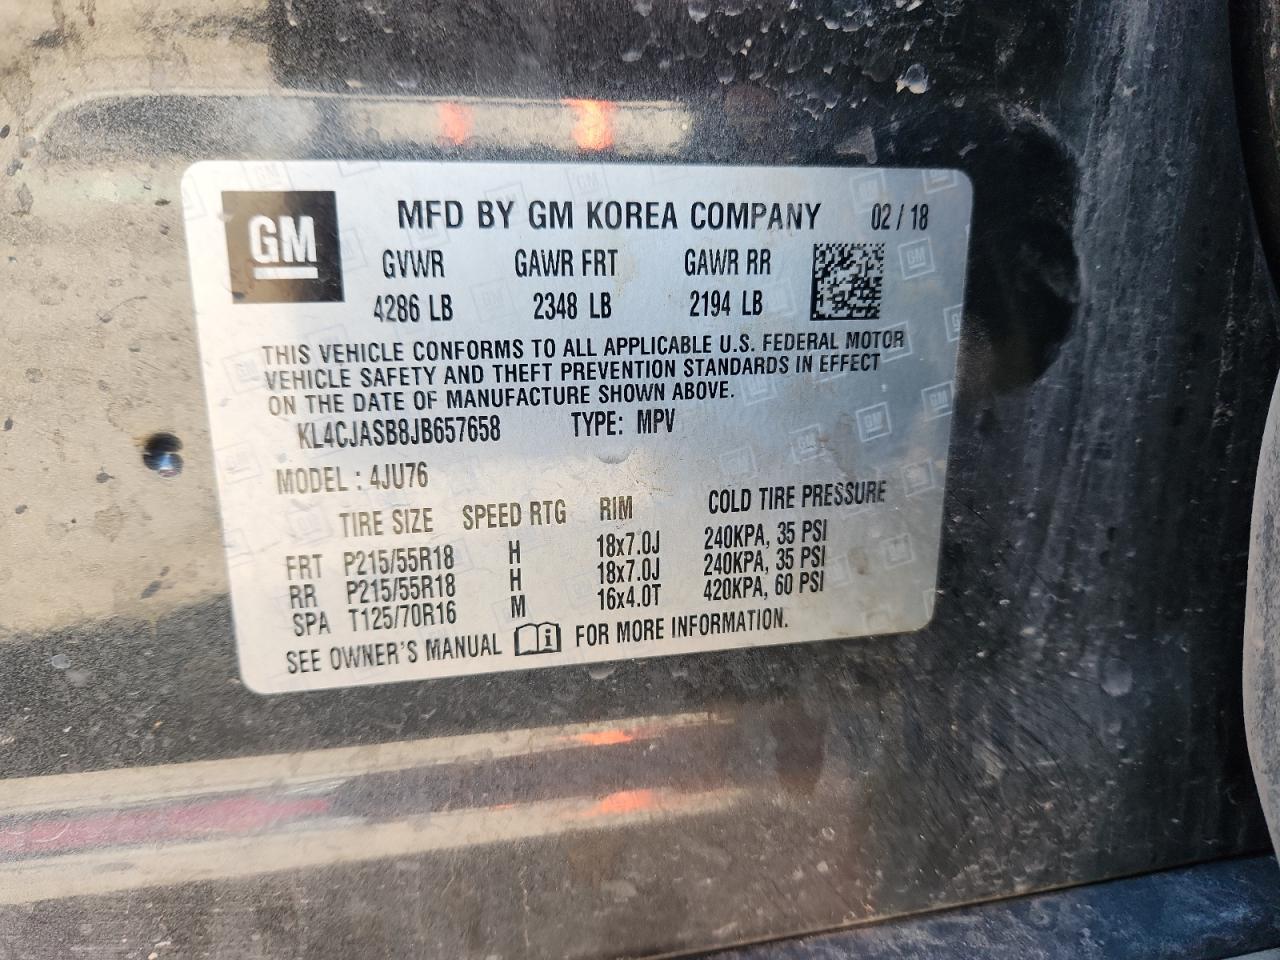 GM
MFD BY GM KOREA COMPANY 02 / 18
GVWR GAWR FRT GAWR RR
4286 LB 2348 LB 2194 LB
THIS VEHICLE CONFORMS TO ALL APPLICABLE U.S. FEDERAL MOTOR
VEHICLE SAFETY AND THEFT PREVENTION STANDARDS IN EFFECT
ON THE DATE OF MANUFACTURE SHOWN ABOVE.
KL4CJASB8JB657658 TYPE: MPV
MODEL : 4JU76
TIRE SIZE SPEED RTG RIM COLD TIRE PRESSURE
FRT P215/55R18 H 18x7.0J 240KPA, 35 PSI
RR P215/55R18 H 18x7.0J 240KPA, 35 PSI
SPA T125/70R16 M 16x4.0T 420KPA, 60 PSI
SEE OWNER'S MANUAL FOR MORE INFORMATION.